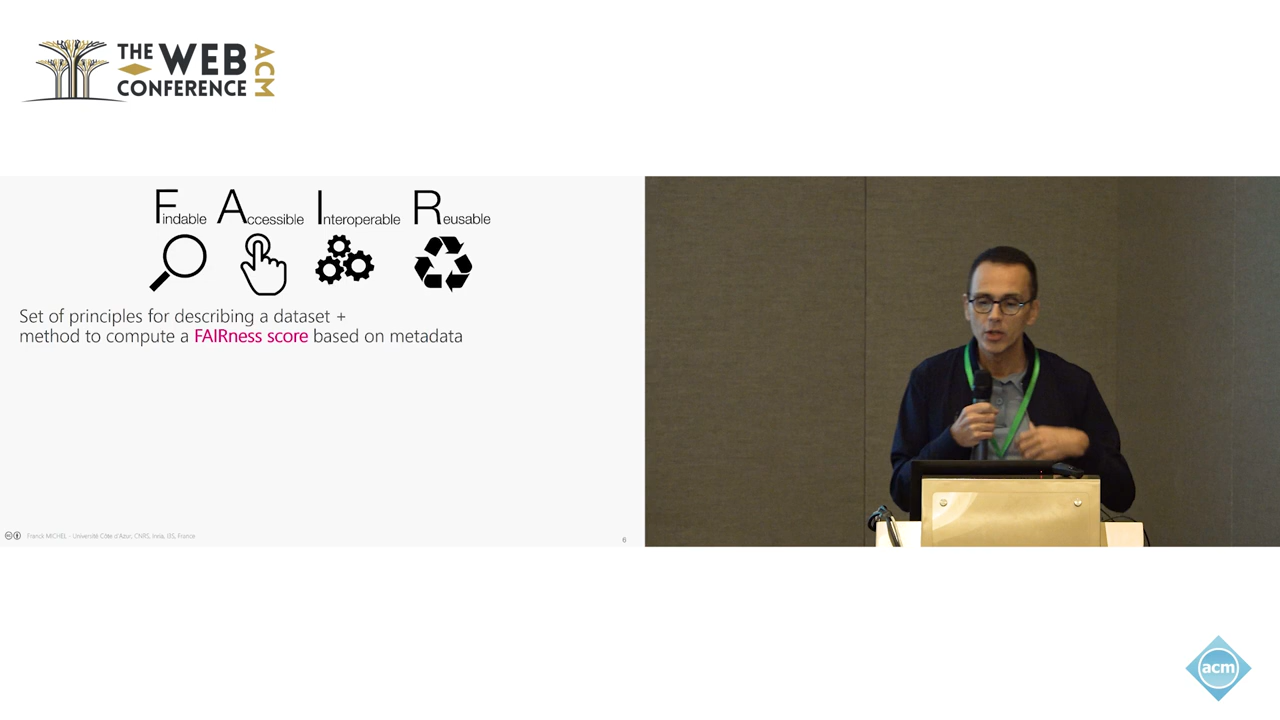 THE WEB
CONFERENCE
ACM
Findable Accessible Interoperable Reusable
Set of principles for describing a dataset +
method to compute a FAIRness score based on metadata
Franck MICHEL - Université Côte d'Azur, CNRS, Inria, I3S, France
6
acm